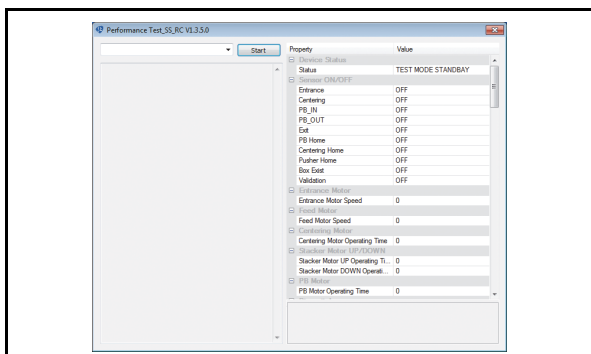 Performance Test_SS_RC V1.3.5.0
Start
Property Value
Device Status
Status TEST MODE STANDBAY
Sensor ON/OFF
Entrance OFF
Centering OFF
PB_IN OFF
PB_OUT OFF
Exit OFF
PB Home OFF
Centering Home OFF
Pusher Home OFF
Box Exist OFF
Validation OFF
Entrance Motor
Entrance Motor Speed 0
Feed Motor
Feed Motor Speed 0
Centering Motor
Centering Motor Operating Time 0
Stacker Motor UP/DOWN
Stacker Motor UP Operating Ti... 0
Stacker Motor DOWN Operati... 0
PB Motor
PB Motor Operating Time 0